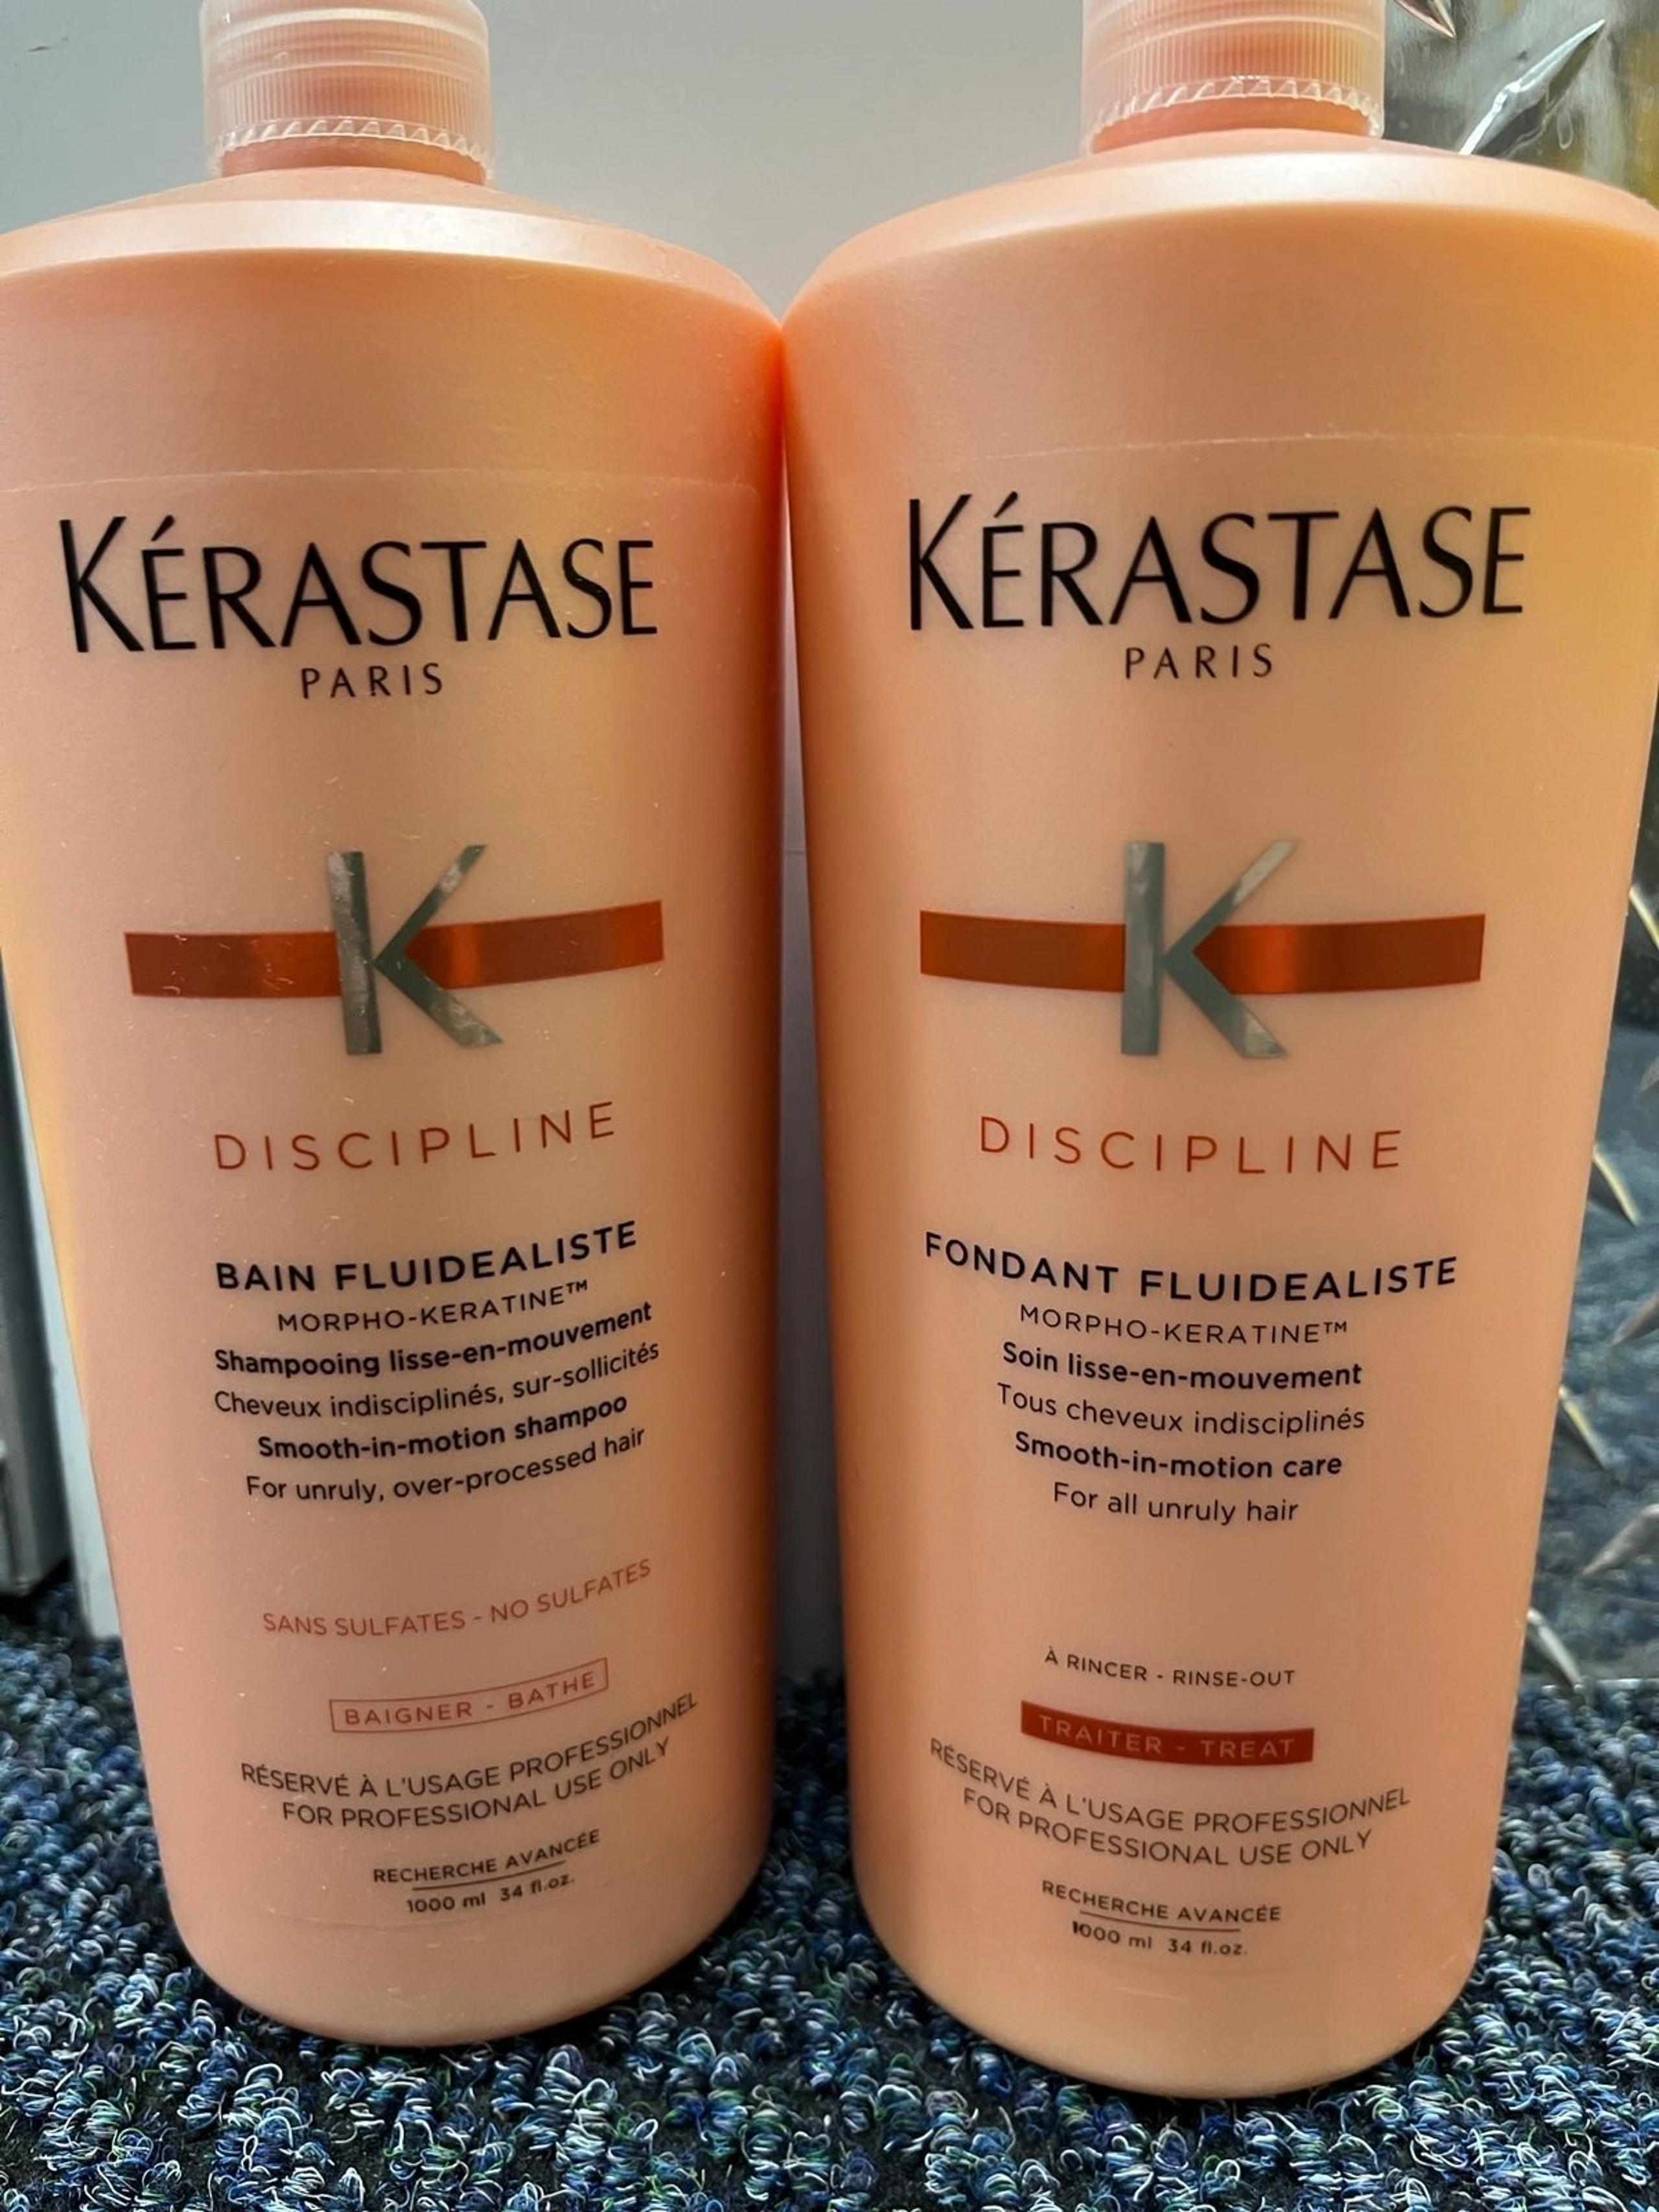 KÉRASTASE
PARIS
K
DISCIPLINE
BAIN FLUIDEALISTE
MORPHO-KERATINE™
Shampooing lisse-en-mouvement
Cheveux indisciplinés, sur-sollicités
Smooth-in-motion shampoo
For unruly, over-processed hair
SANS SULFATES - NO SULFATES
BAIGNER - BATHE
RÉSERVÉ À L'USAGE PROFESSIONNEL
FOR PROFESSIONAL USE ONLY
RECHERCHE AVANCÉE
1000 ml 34 fl.oz.
KÉRASTASE
PARIS
K
DISCIPLINE
FONDANT FLUIDEALISTE
MORPHO-KERATINE™
Soin lisse-en-mouvement
Tous cheveux indisciplinés
Smooth-in-motion care
For all unruly hair
À RINCER - RINSE-OUT
TRAITER - TREAT
RÉSERVÉ À L'USAGE PROFESSIONNEL
FOR PROFESSIONAL USE ONLY
RECHERCHE AVANCÉE
1000 ml 34 fl.oz.